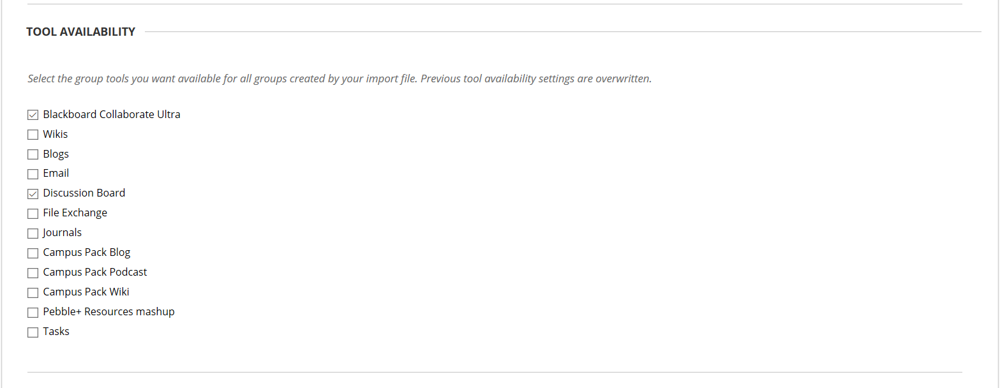 TOOL AVAILABILITY
Select the group tools you want available for all groups created by your import file. Previous tool availability settings are overwritten.
Blackboard Collaborate Ultra
Wikis
Blogs
Email
Discussion Board
File Exchange
Journals
Campus Pack Blog
Campus Pack Podcast
Campus Pack Wiki
Pebble+ Resources mashup
Tasks